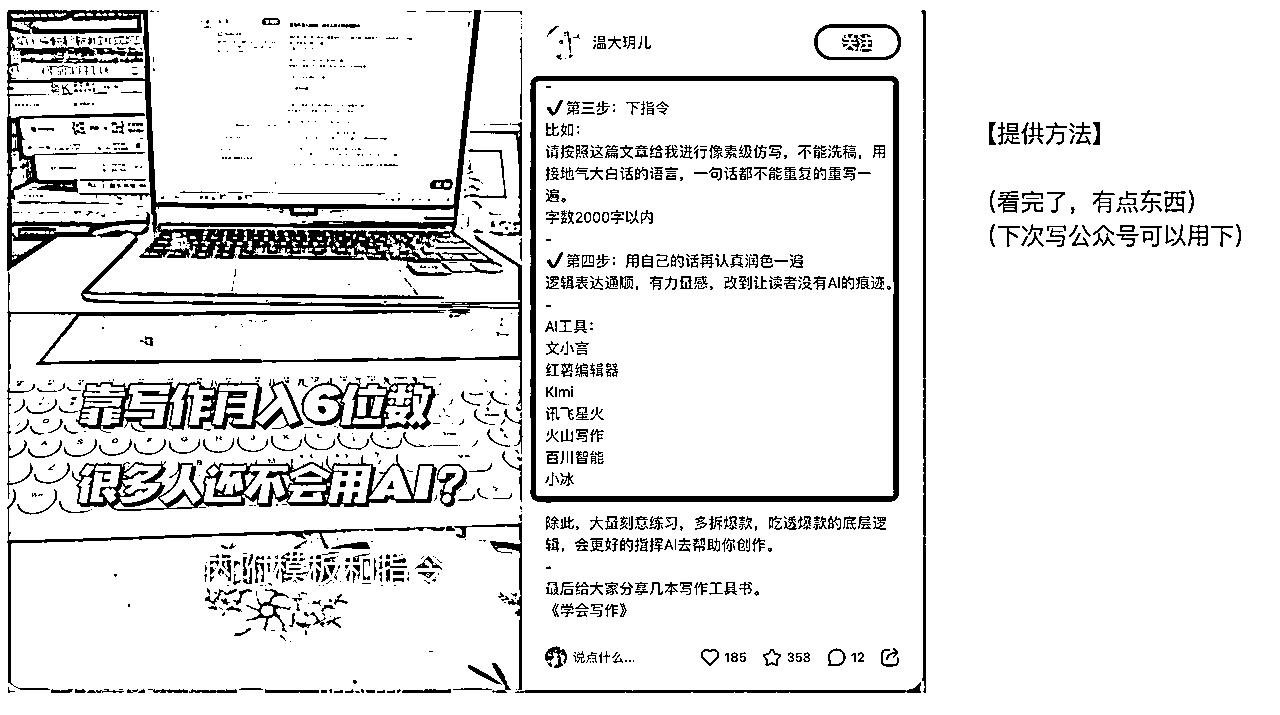 靠写作月入6位数
很多人还不会用AI？
内附模板和指令
温大玥儿
关注
-
✓第三步：下指令
比如：
请按照这篇文章给我进行像素级仿写，不能洗稿，用
接地气大白话的语言，一句话都不能重复的重写一
遍。
字数2000字以内
-
✓第四步：用自己的话再认真润色一遍
逻辑表达通顺，有力量感，改到让读者没有AI的痕迹。
-
AI工具：
文小言
红薯编辑器
Kimi
讯飞星火
火山写作
百川智能
小冰
除此，大量刻意练习，多拆爆款，吃透爆款的底层逻
辑，会更好的指挥AI去帮助你创作。
-
最后给大家分享几本写作工具书。
《学会写作》
说点什么...
185
358
12
【提供方法】
（看完了，有点东西）
（下次写公众号可以用下）